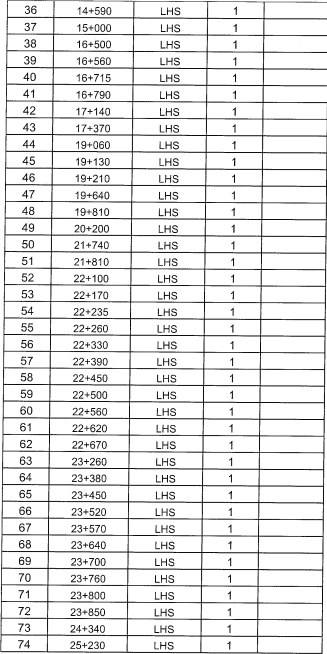 36 14+590 LHS 1
37 15+000 LHS 1
38 16+500 LHS 1
39 16+560 LHS 1
40 16+715 LHS 1
41 16+790 LHS 1
42 17+140 LHS 1
43 17+370 LHS 1
44 19+060 LHS 1
45 19+130 LHS 1
46 19+210 LHS 1
47 19+640 LHS 1
48 19+810 LHS 1
49 20+200 LHS 1
50 21+740 LHS 1
51 21+810 LHS 1
52 22+100 LHS 1
53 22+170 LHS 1
54 22+235 LHS 1
55 22+260 LHS 1
56 22+330 LHS 1
57 22+390 LHS 1
58 22+450 LHS 1
59 22+500 LHS 1
60 22+560 LHS 1
61 22+620 LHS 1
62 22+670 LHS 1
63 23+260 LHS 1
64 23+380 LHS 1
65 23+450 LHS 1
66 23+520 LHS 1
67 23+570 LHS 1
68 23+640 LHS 1
69 23+700 LHS 1
70 23+760 LHS 1
71 23+800 LHS 1
72 23+850 LHS 1
73 24+340 LHS 1
74 25+230 LHS 1